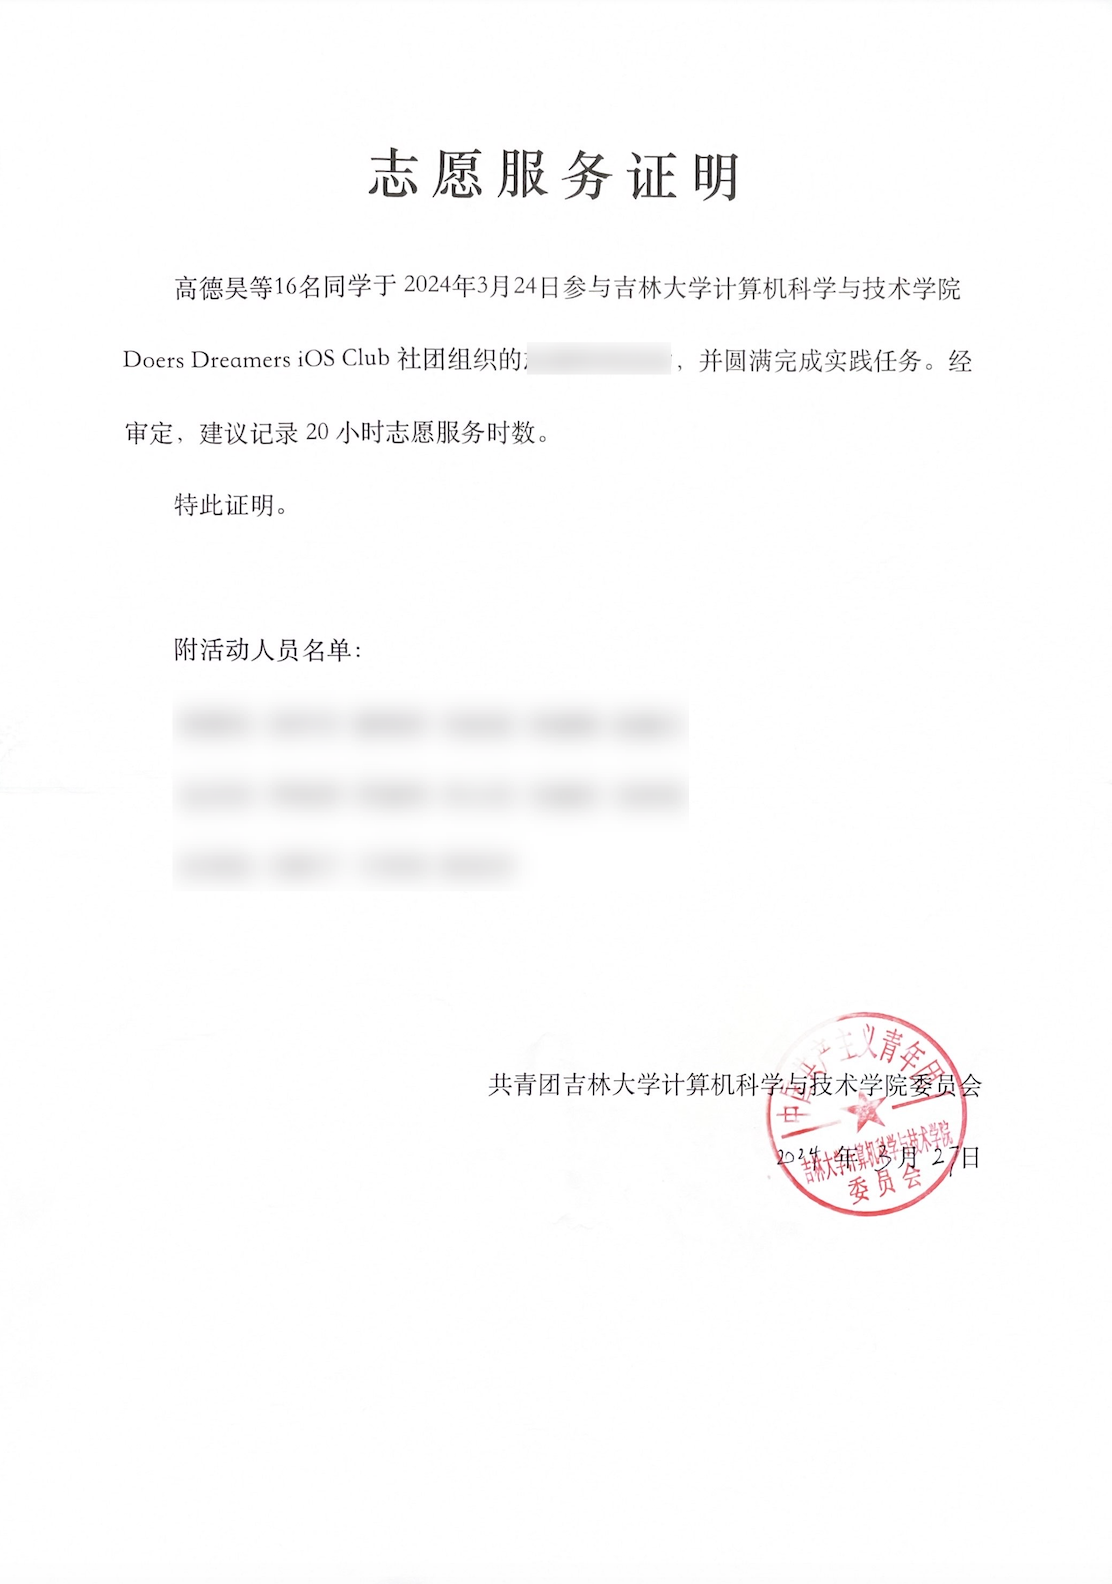 志愿服务证明
高德昊等16名同学于 2024年3月24日参与吉林大学计算机科学与技术学院
Doers Dreamers iOS Club 社团组织的 ，并圆满完成实践任务。经
审定，建议记录 20 小时志愿服务时数。
特此证明。
附活动人员名单：
共青团吉林大学计算机科学与技术学院委员会
2024 年 3月 27日
中国共产主义青年团
吉林大学计算机科学与技术学院
委员会